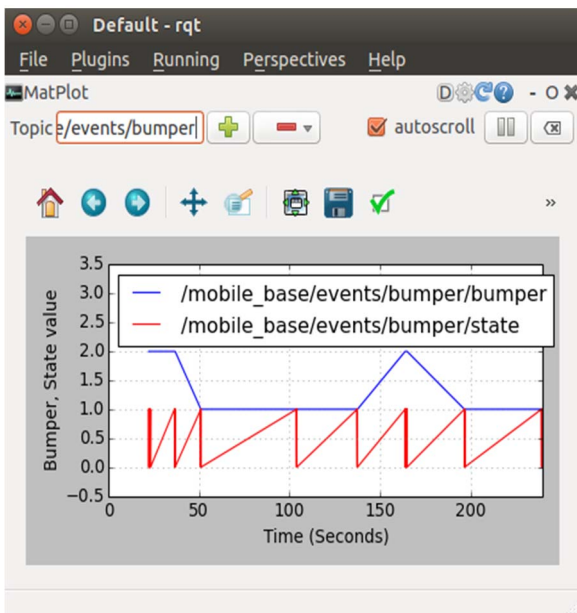 Default - rqt
File Plugins Running Perspectives Help
MatPlot D - O
Topic e/events/bumper autoscroll
»
3.5
3.0
2.5
2.0
1.5
1.0
0.5
0.0
−0.5
Bumper, State value
/mobile_base/events/bumper/bumper
/mobile_base/events/bumper/state
0 50 100 150 200
Time (Seconds)